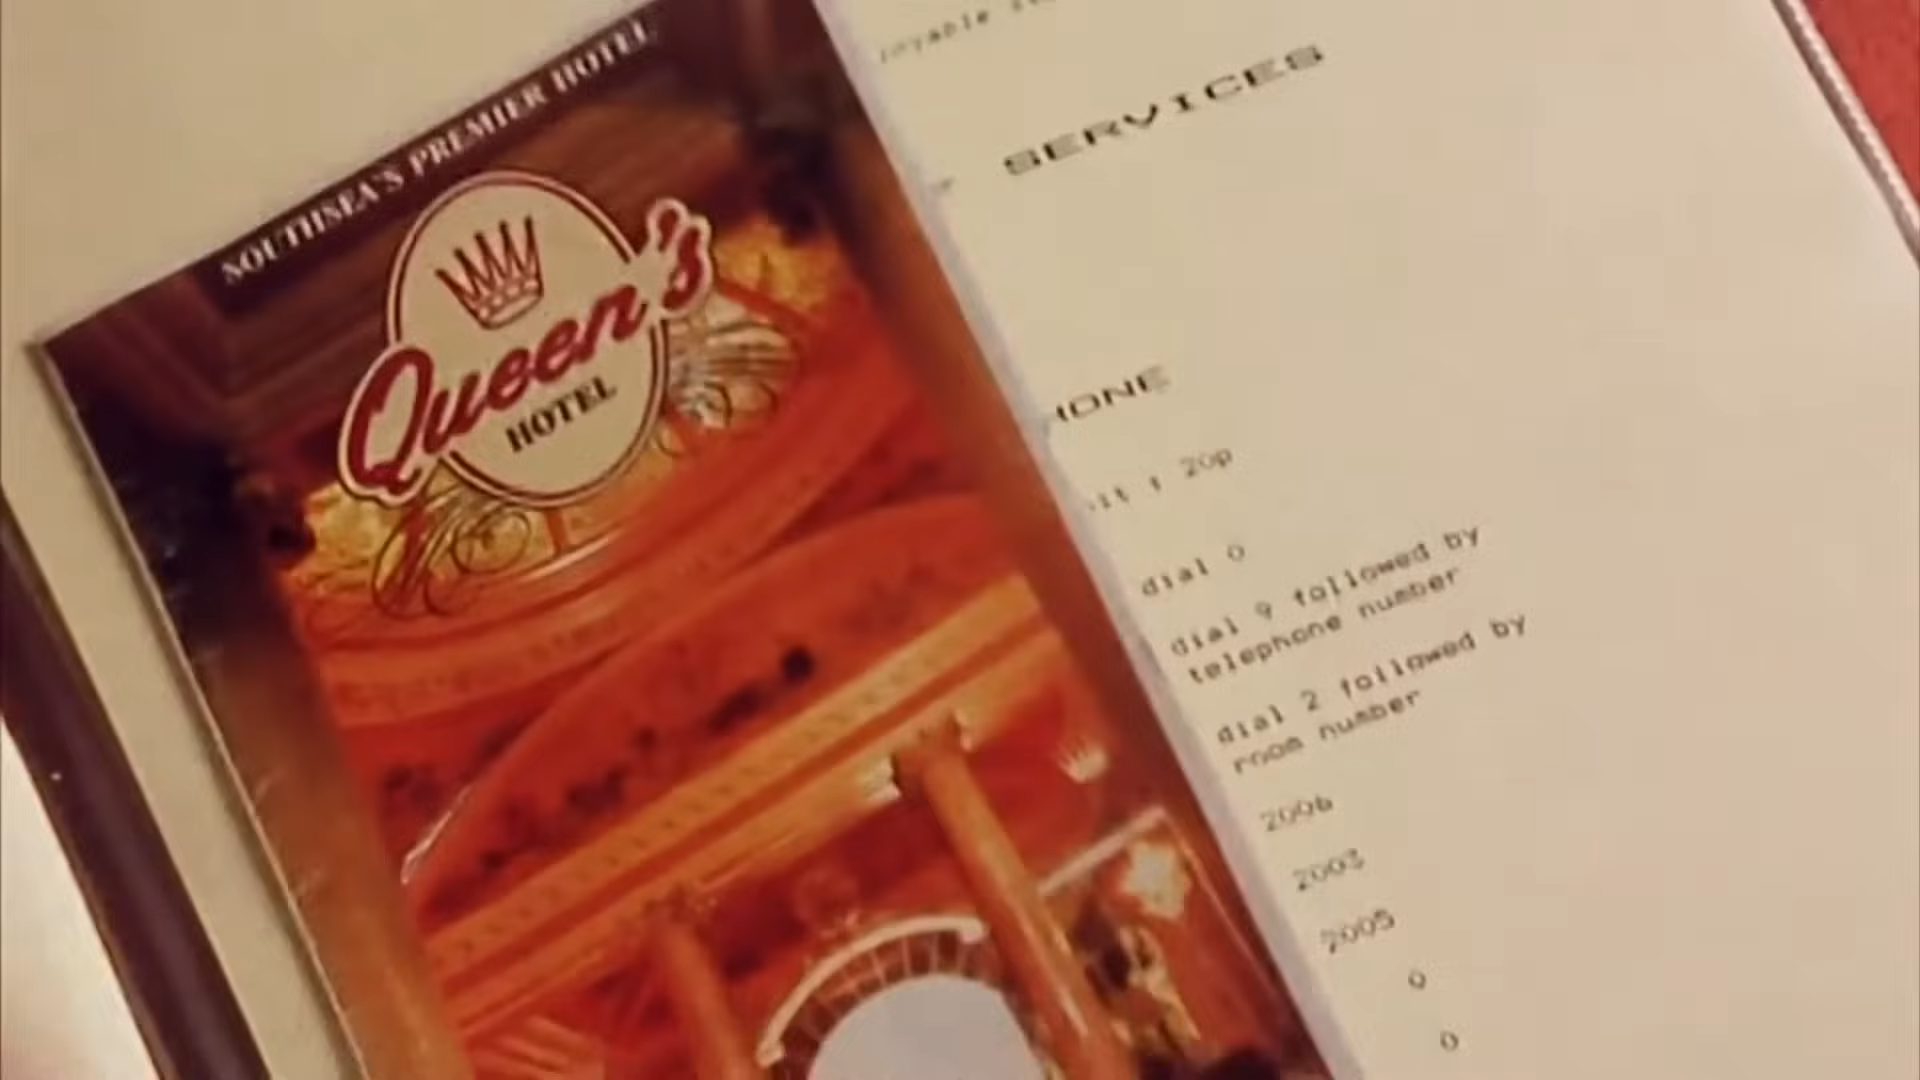 SOUTHSEA'S PREMIER HOTEL
Queen's
HOTEL
SERVICES
20p
dial 0
dial 9 followed by
telephone number
dial 2 followed by
room number
2006
2003
2005
0
0